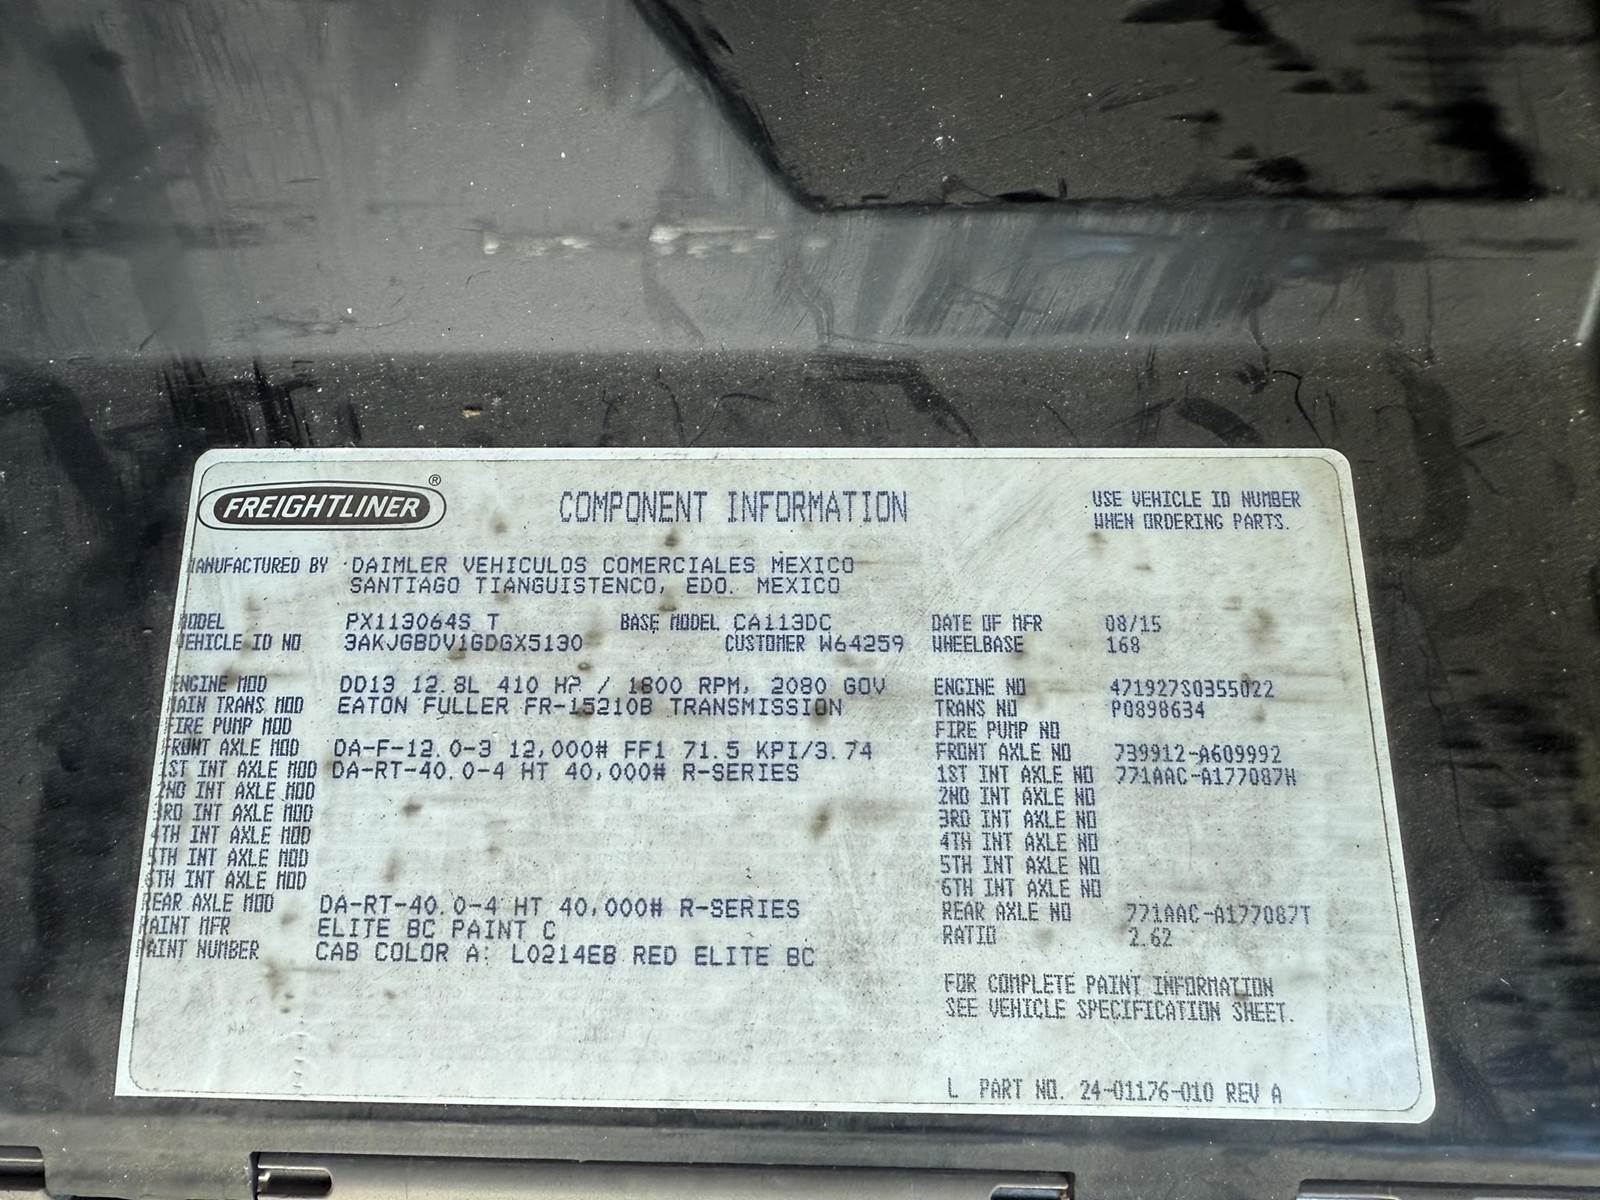 FREIGHTLINER ®
COMPONENT INFORMATION
USE VEHICLE ID NUMBER
WHEN ORDERING PARTS.
MANUFACTURED BY DAIMLER VEHICULOS COMERCIALES MEXICO
SANTIAGO TIANGUISTENCO, EDO. MEXICO
MODEL PX113064S T BASE MODEL CA113DC DATE OF MFR 08/15
VEHICLE ID NO 3AKJGBDV1GDGX5130 CUSTOMER W64259 WHEELBASE 168
ENGINE MOD DD13 12.8L 410 HP / 1800 RPM, 2080 GOV ENGINE NO 471927S0355022
MAIN TRANS MOD EATON FULLER FR-15210B TRANSMISSION TRANS NO P0898634
FIRE PUMP MOD FIRE PUMP NO
FRONT AXLE MOD DA-F-12.0-3 12,000# FF1 71.5 KPI/3.74 FRONT AXLE NO 739912-A609992
1ST INT AXLE MOD DA-RT-40.0-4 HT 40,000# R-SERIES 1ST INT AXLE NO 771AAC-A177087H
2ND INT AXLE MOD 2ND INT AXLE NO
3RD INT AXLE MOD 3RD INT AXLE NO
4TH INT AXLE MOD 4TH INT AXLE NO
5TH INT AXLE MOD 5TH INT AXLE NO
6TH INT AXLE MOD 6TH INT AXLE NO
REAR AXLE MOD DA-RT-40.0-4 HT 40,000# R-SERIES REAR AXLE NO 771AAC-A177087T
PAINT MFR ELITE BC PAINT C RATIO 2.62
PAINT NUMBER CAB COLOR A: L0214EB RED ELITE BC
FOR COMPLETE PAINT INFORMATION
SEE VEHICLE SPECIFICATION SHEET.
L PART NO. 24-01176-010 REV A